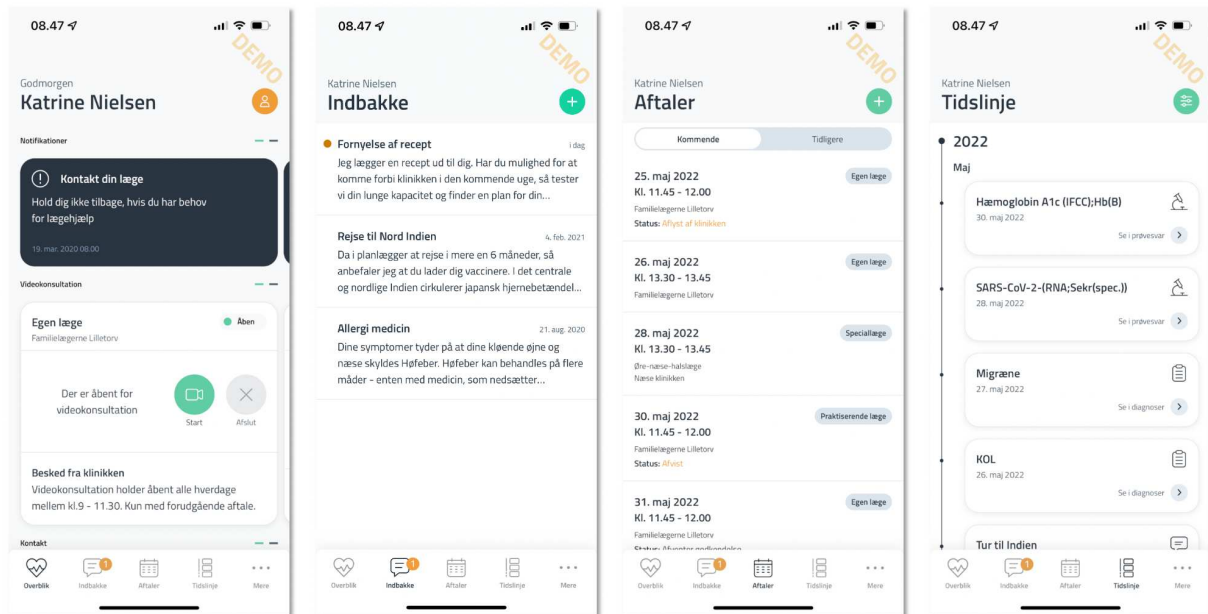 08.47
DEMO
Godmorgen
Katrine Nielsen
Notifikationer
Kontakt din læge
Hold dig ikke tilbage, hvis du har behov
for lægehjælp
19. mar. 2020 08.00
Videokonsultation
Egen læge
Åben
Familielægerne Lilletorv
Der er åbent for
videokonsultation
Start
Afslut
Besked fra klinikken
Videokonsultation holder åbent alle hverdage
mellem kl.9 - 11.30. Kun med forudgående aftale.
Kontakt
1
Overblik Indbakke Aftaler Tidslinje Mere
08.47
DEMO
Katrine Nielsen
Indbakke
Fornyelse af recept i dag
Jeg lægger en recept ud til dig. Har du mulighed for at
komme forbi klinikken i den kommende uge, så tester
vi din lunge kapacitet og finder en plan for din...
Rejse til Nord Indien 4. feb. 2021
Da i planlægger at rejse i mere en 6 måneder, så
anbefaler jeg at du lader dig vaccinere. I det centrale
og nordlige Indien cirkulerer japansk hjernebetændel...
Allergi medicin 21. aug. 2020
Dine symptomer tyder på at dine kløende øjne og
næse skyldes Høfeber. Høfeber kan behandles på flere
måder - enten med medicin, som nedsætter...
1
Overblik Indbakke Aftaler Tidslinje Mere
08.47
DEMO
Katrine Nielsen
Aftaler
Kommende Tidligere
25. maj 2022 Egen læge
Kl. 11.45 - 12.00
Familielægerne Lilletorv
Status: Aflyst af klinikken
26. maj 2022 Egen læge
Kl. 13.30 - 13.45
Familielægerne Lilletorv
28. maj 2022 Speciallæge
Kl. 13.30 - 13.45
Øre-næse-halslæge
Næse klinikken
30. maj 2022 Praktiserende læge
Kl. 11.45 - 12.00
Familielægerne Lilletorv
Status: Afvist
31. maj 2022 Egen læge
Kl. 11.45 - 12.00
Familielægerne Lilletorv
Status: Afventer godkendelse
1
Overblik Indbakke Aftaler Tidslinje Mere
08.47
DEMO
Katrine Nielsen
Tidslinje
2022
Maj
Hæmoglobin A1c (IFCC);Hb(B)
30. maj 2022
Se i prøvesvar
SARS-CoV-2-(RNA;Sekr(spec.))
28. maj 2022
Se i prøvesvar
Migræne
27. maj 2022
Se i diagnoser
KOL
26. maj 2022
Se i diagnoser
Tur til Indien
1
Overblik Indbakke Aftaler Tidslinje Mere